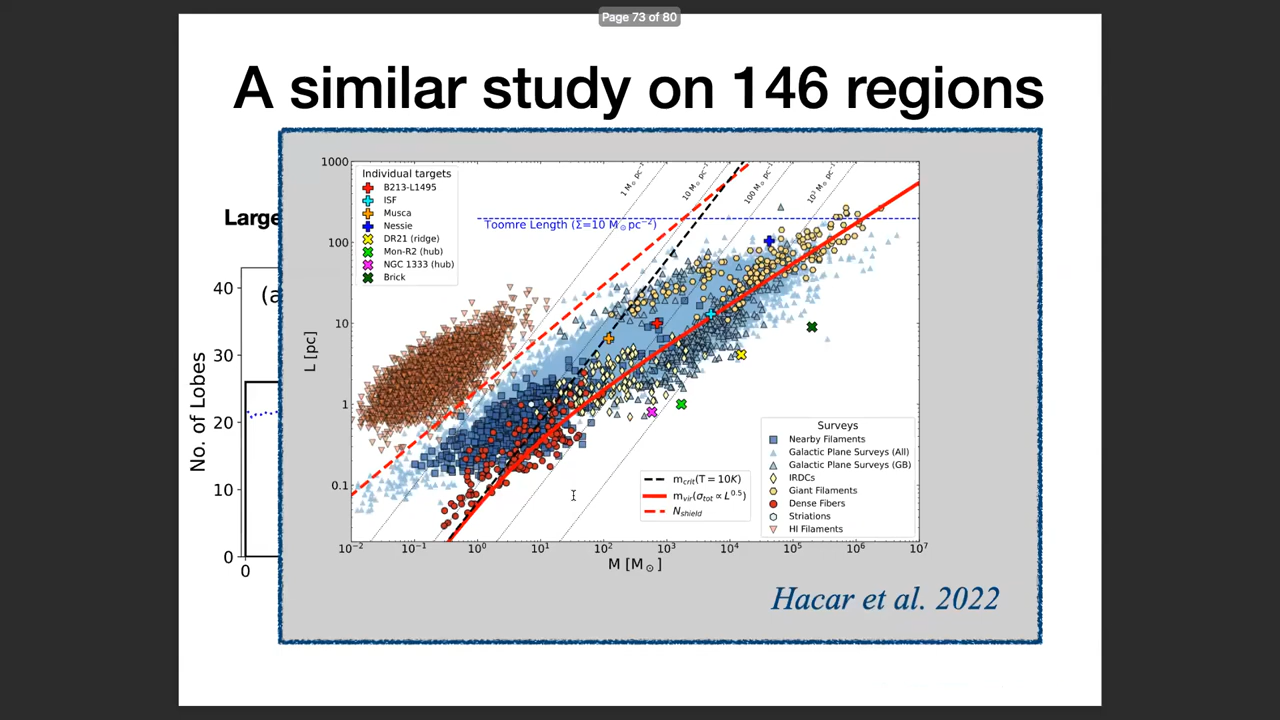 Page 73 of 80
A similar study on 146 regions
Large
(a
No. of Lobes
40
30
20
10
0
0
Individual targets
B213-L1495
ISF
Musca
Nessie
DR21 (ridge)
Mon-R2 (hub)
NGC 1333 (hub)
Brick
1 M⊙ pc⁻¹
10 M⊙ pc⁻¹
100 M⊙ pc⁻¹
10³ M⊙ pc⁻¹
Toomre Length (Σ=10 M⊙pc⁻²)
L [pc]
1000
100
10
1
0.1
Surveys
Nearby Filaments
Galactic Plane Surveys (All)
Galactic Plane Surveys (GB)
IRDCs
Giant Filaments
Dense Fibers
Striations
HI Filaments
m_crit(T = 10K)
m_vir(σ_tot ∝ L^0.5)
N_shield
10⁻² 10⁻¹ 10⁰ 10¹ 10² 10³ 10⁴ 10⁵ 10⁶ 10⁷
M [M⊙]
Hacar et al. 2022